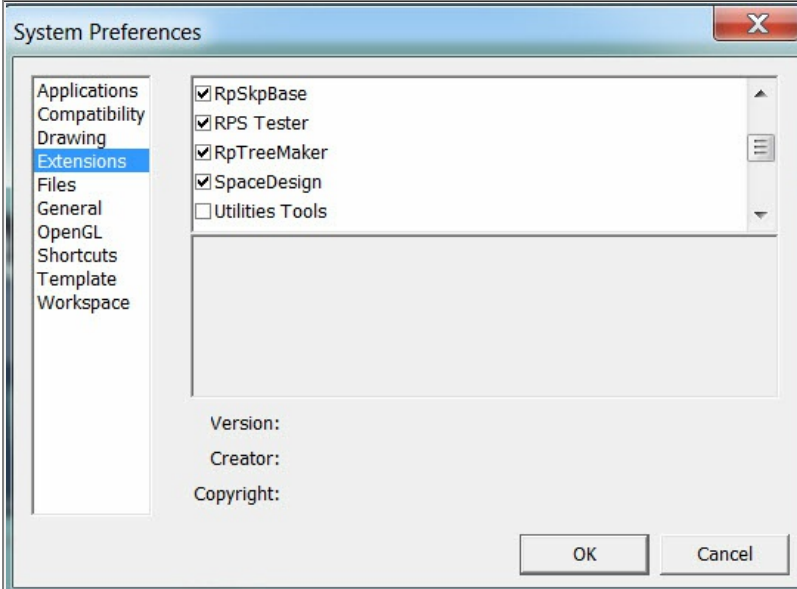 System Preferences
Applications
Compatibility
Drawing
Extensions
Files
General
OpenGL
Shortcuts
Template
Workspace
RpSkpBase
RPS Tester
RpTreeMaker
SpaceDesign
Utilities Tools
Version:
Creator:
Copyright:
OK
Cancel